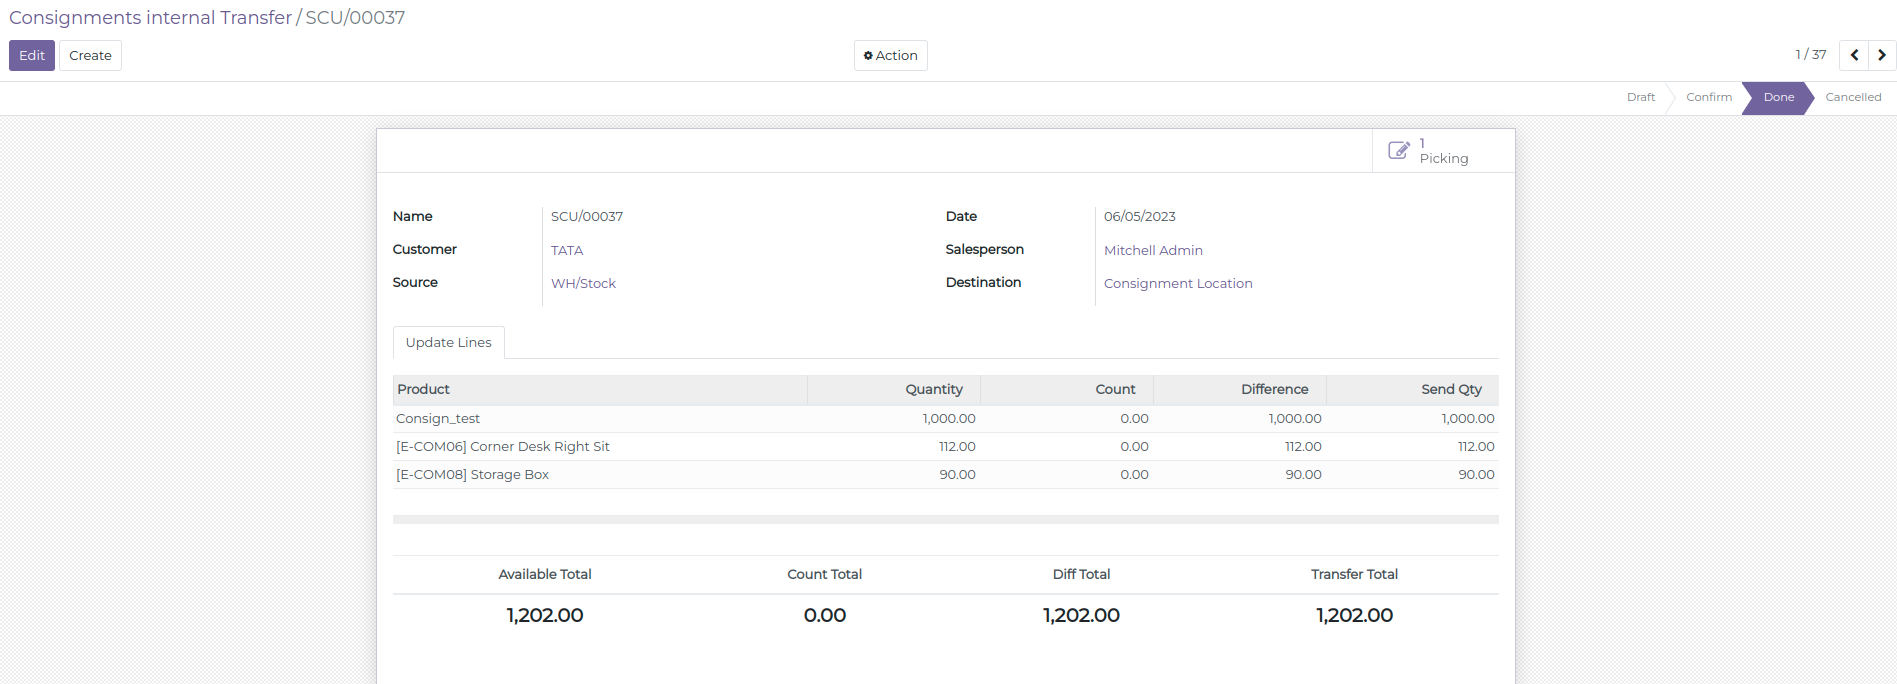 Consignments internal Transfer / SCU/00037
Edit Create Action 1 / 37
Draft Confirm Done Cancelled
1
Picking
Name SCU/00037 Date 06/05/2023
Customer TATA Salesperson Mitchell Admin
Source WH/Stock Destination Consignment Location
Update Lines
Product Quantity Count Difference Send Qty
Consign_test 1,000.00 0.00 1,000.00 1,000.00
[E-COM06] Corner Desk Right Sit 112.00 0.00 112.00 112.00
[E-COM08] Storage Box 90.00 0.00 90.00 90.00
Available Total Count Total Diff Total Transfer Total
1,202.00 0.00 1,202.00 1,202.00